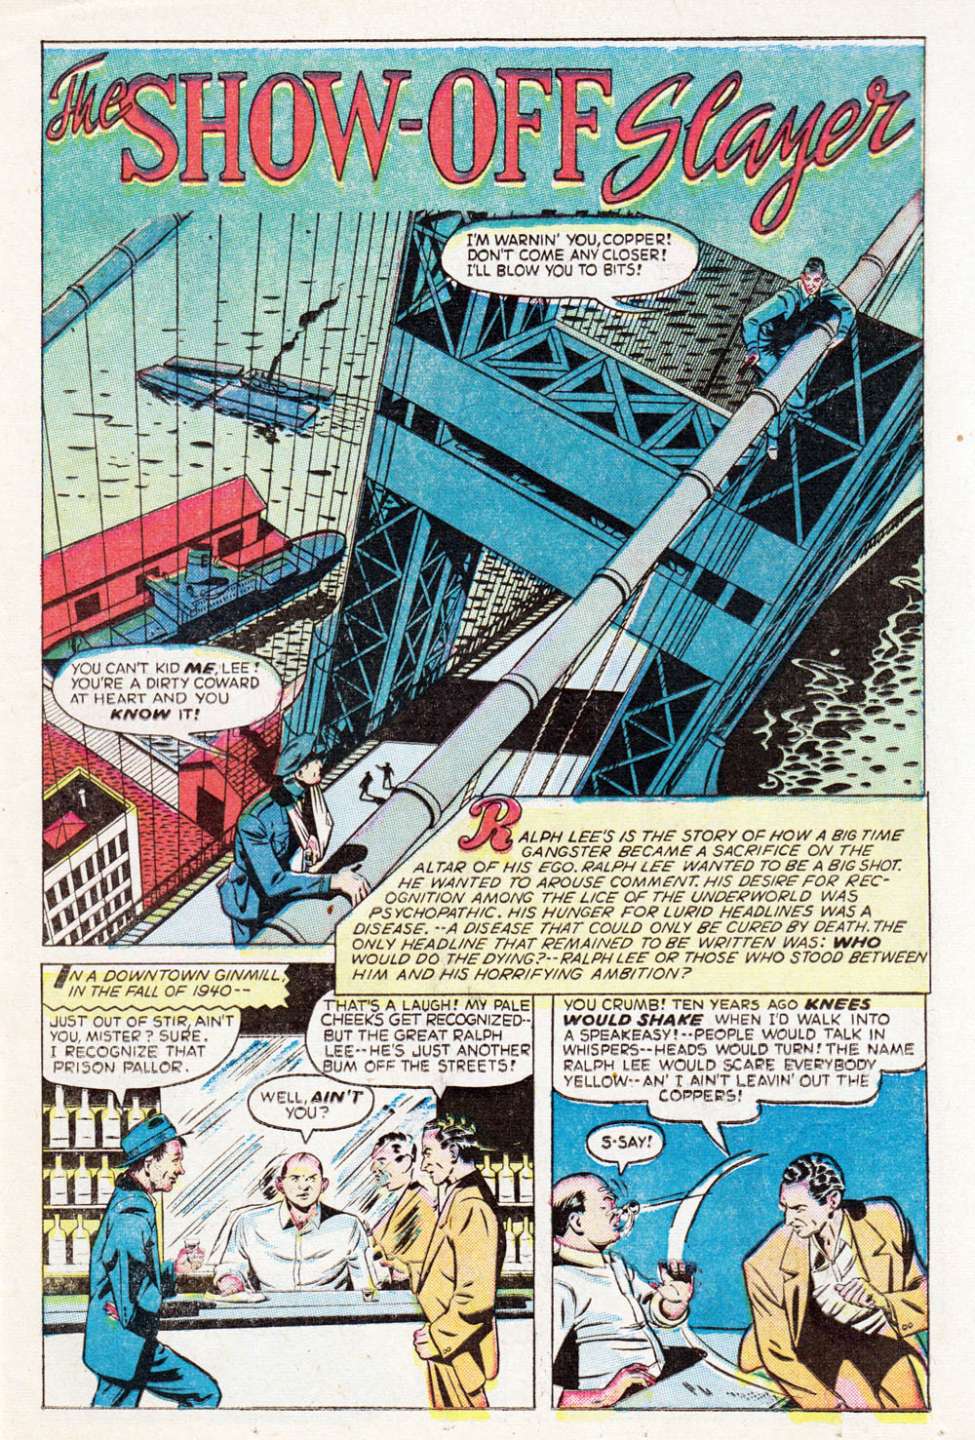 The SHOW-OFF Slayer
I'M WARNIN' YOU, COPPER!
DON'T COME ANY CLOSER!
I'LL BLOW YOU TO BITS!
YOU CAN'T KID ME, LEE!
YOU'RE A DIRTY COWARD
AT HEART AND YOU
KNOW IT!
RALPH LEE'S IS THE STORY OF HOW A BIG TIME
GANGSTER BECAME A SACRIFICE ON THE
ALTAR OF HIS EGO. RALPH LEE WANTED TO BE A BIG SHOT.
HE WANTED TO AROUSE COMMENT. HIS DESIRE FOR REC-
OGNITION AMONG THE LICE OF THE UNDERWORLD WAS
PSYCHOPATHIC. HIS HUNGER FOR LURID HEADLINES WAS A
DISEASE. --A DISEASE THAT COULD ONLY BE CURED BY DEATH. THE
ONLY HEADLINE THAT REMAINED TO BE WRITTEN WAS: WHO
WOULD DO THE DYING?--RALPH LEE OR THOSE WHO STOOD BETWEEN
HIM AND HIS HORRIFYING AMBITION?
IN A DOWNTOWN GINMILL,
IN THE FALL OF 1940--
JUST OUT OF STIR, AIN'T
YOU, MISTER? SURE.
I RECOGNIZE THAT
PRISON PALLOR.
THAT'S A LAUGH! MY PALE
CHEEKS GET RECOGNIZED--
BUT THE GREAT RALPH
LEE--HE'S JUST ANOTHER
BUM OFF THE STREETS!
WELL, AIN'T
YOU?
YOU CRUMB! TEN YEARS AGO KNEES
WOULD SHAKE WHEN I'D WALK INTO
A SPEAKEASY!--PEOPLE WOULD TALK IN
WHISPERS--HEADS WOULD TURN! THE NAME
RALPH LEE WOULD SCARE EVERYBODY
YELLOW--AN' I AIN'T LEAVIN' OUT THE
COPPERS!
S-SAY!